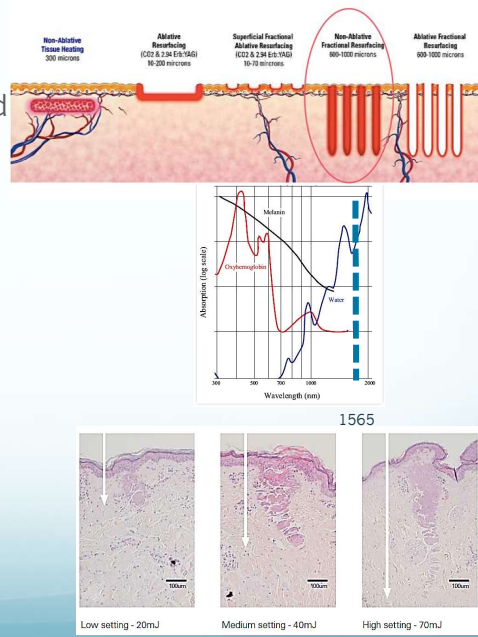 Non-Ablative
Tissue Heating
300 microns
Ablative
Resurfacing
(CO2 & 2.94 Erb:YAG)
10-200 mircrons
Superficial Fractional
Ablative Resurfacing
(CO2 & 2.94 Erb:YAG)
10-70 mircrons
Non-Ablative
Fractional Resurfacing
600-1000 microns
Ablative Fractional
Resurfacing
600-1000 microns
d
Absorption (log scale)
Melanin
Oxyhemoglobin
Water
300
500
700
1000
2000
Wavelength (nm)
1565
100um
100um
100um
Low setting - 20mJ
Medium setting - 40mJ
High setting - 70mJ